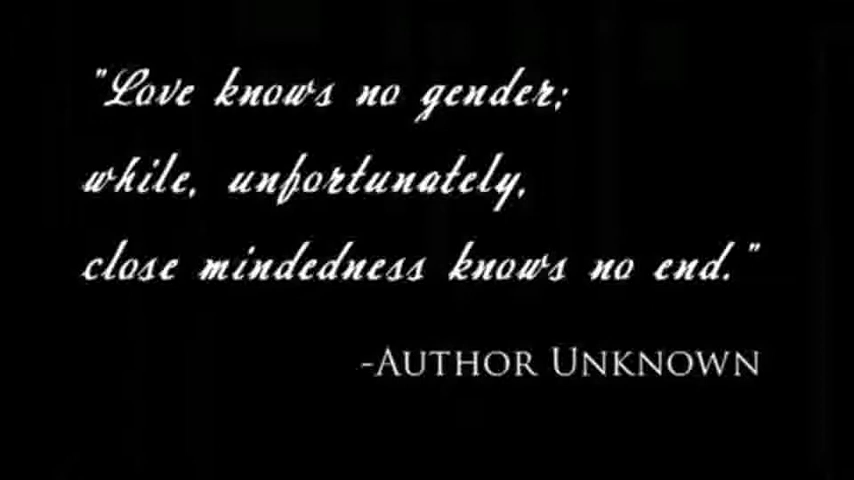 "Love knows no gender;
while, unfortunately,
close mindedness knows no end."
-Author Unknown